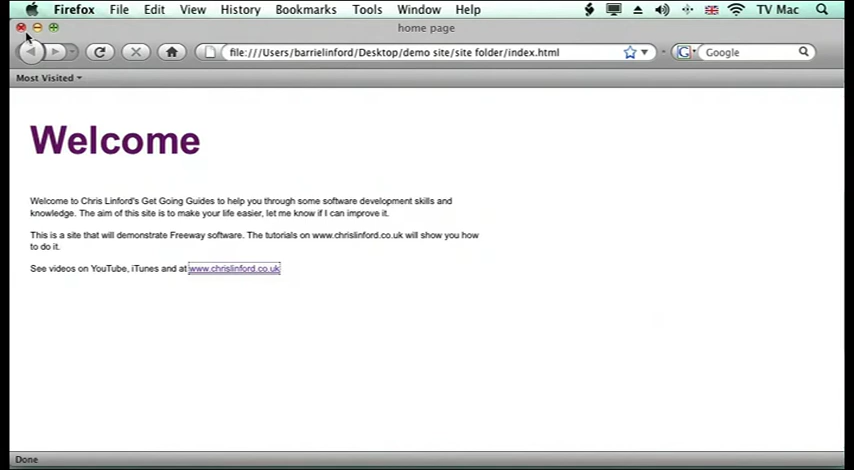 Firefox File Edit View History Bookmarks Tools Window Help TV Mac
home page
file:///Users/barrielinford/Desktop/demo site/site folder/index.html Google
Most Visited
Welcome
Welcome to Chris Linford's Get Going Guides to help you through some software development skills and
knowledge. The aim of this site is to make your life easier, let me know if I can improve it.
This is a site that will demonstrate Freeway software. The tutorials on www.chrislinford.co.uk will show you how
to do it.
See videos on YouTube, iTunes and at www.chrislinford.co.uk
Done